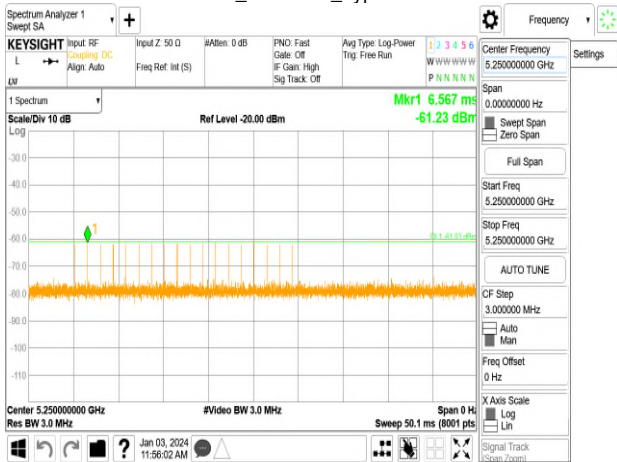 Spectrum Analyzer 1
Swept SA
+
Frequency
KEYSIGHT
Input: RF
Coupling: DC
Align: Auto
Input Z: 50 Ω
Freq Ref: Int (S)
#Atten: 0 dB
PNO: Fast
Gate: Off
IF Gain: High
Sig Track: Off
Avg Type: Log-Power
Trig: Free Run
1 2 3 4 5 6
W W W W W W
P N N N N N
L
1 Spectrum
Scale/Div 10 dB
Log
Ref Level -20.00 dBm
Mkr1 6.567 ms
-61.23 dBm
-30.0
-40.0
-50.0
-60.0
-70.0
-80.0
-90.0
-100
-110
1
Center 5.250000000 GHz
Res BW 3.0 MHz
#Video BW 3.0 MHz
Span 0 Hz
Sweep 50.1 ms (8001 pts
Jan 03, 2024
11:56:02 AM
?
Center Frequency
5.250000000 GHz
Span
0.00000000 Hz
Swept Span
Zero Span
Full Span
Start Freq
5.250000000 GHz
Stop Freq
5.250000000 GHz
AUTO TUNE
CF Step
3.000000 MHz
Auto
Man
Freq Offset
0 Hz
X Axis Scale
Log
Lin
Signal Track
(Span Zoom)
Settings